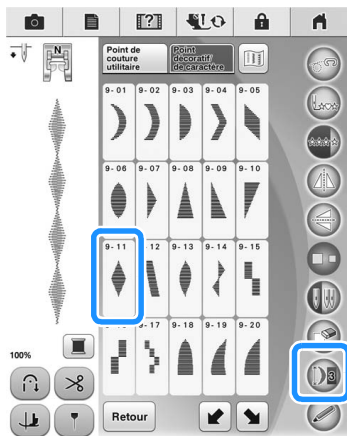 N
Point de
couture
utilitaire
Point
décoratif
de caractère
9-01 9-02 9-03 9-04 9-05
9-06 9-07 9-08 9-09 9-10
9-11 -12 9-13 9-14 9-15
9-17 9-18 9-19 9-20
100%
3
Retour